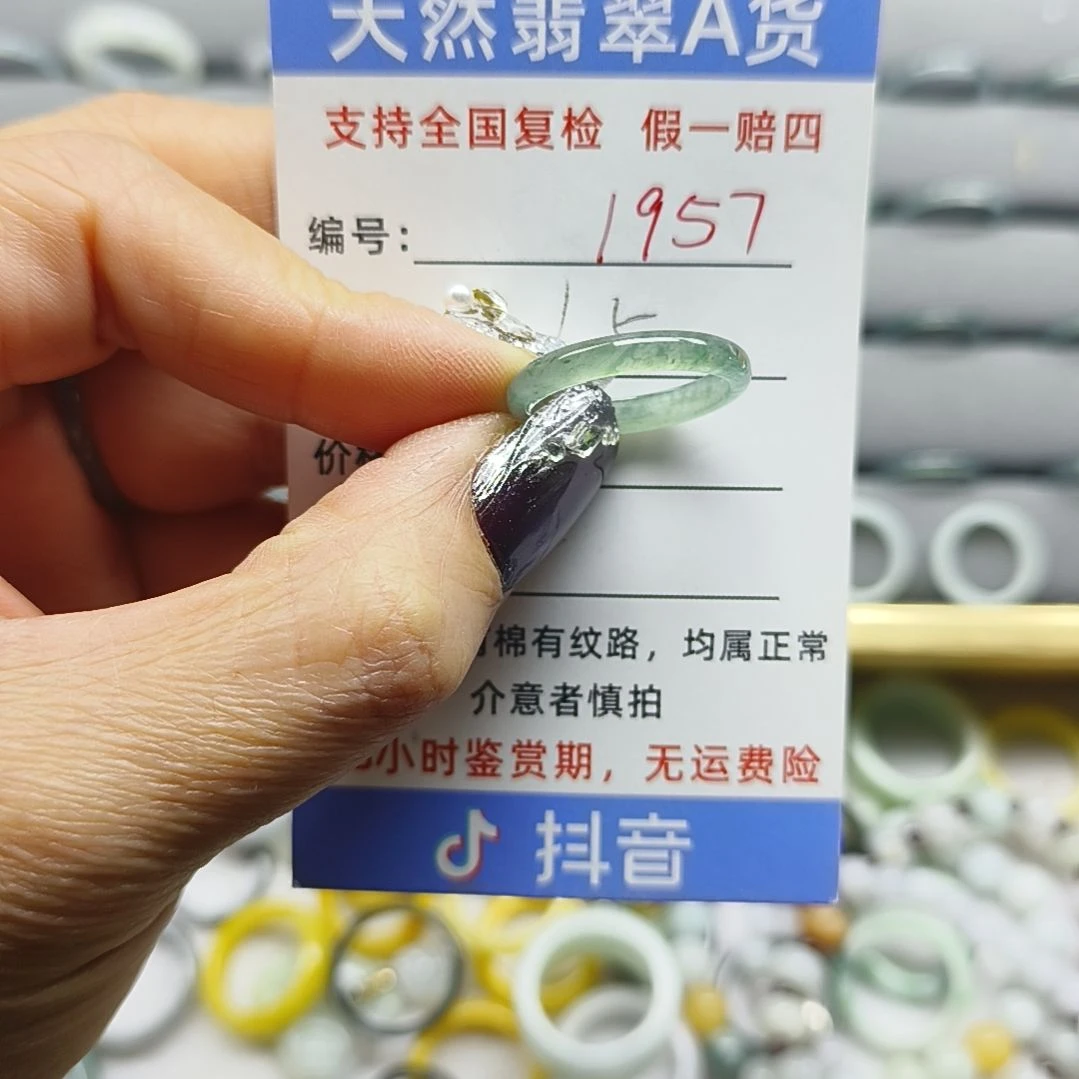 天然翡翠A货
支持全国复检 假一赔四
编号： 1957
价
棉有纹路，均属正常
介意者慎拍
小时鉴赏期，无运费险
抖音